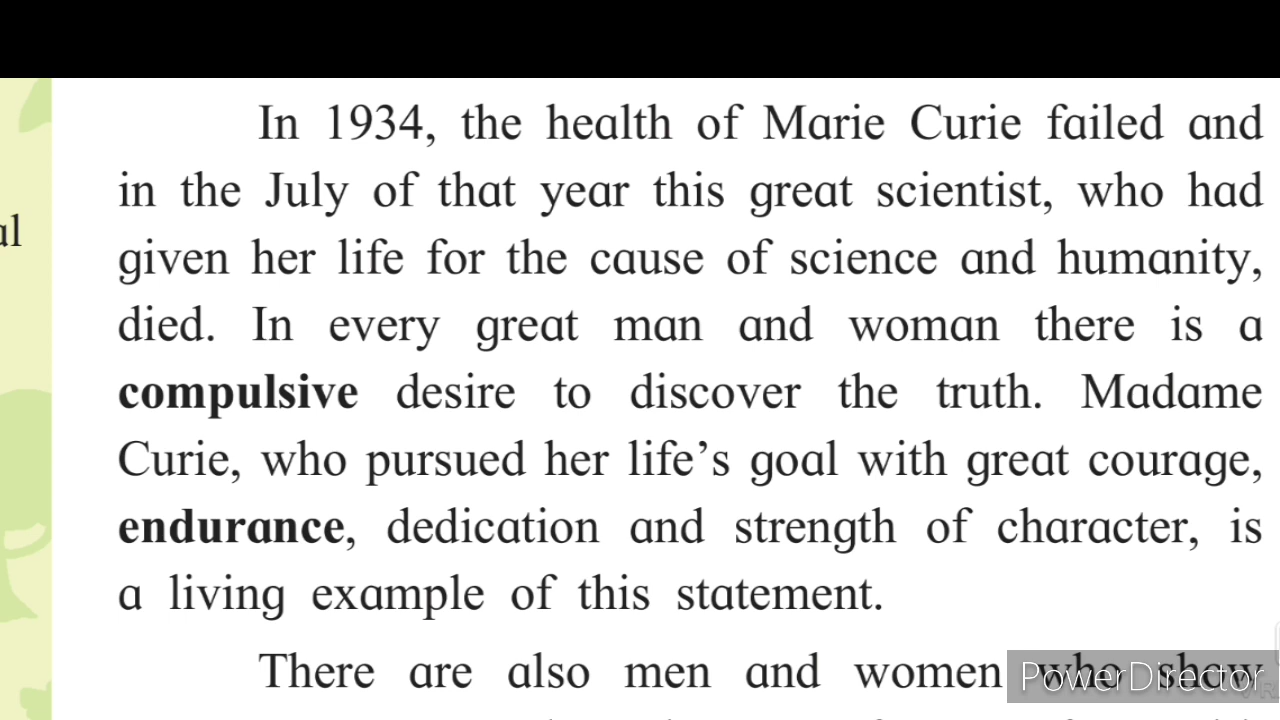 In 1934, the health of Marie Curie failed and
in the July of that year this great scientist, who had
al
given her life for the cause of science and humanity,
died. In every great man and woman there is a
compulsive desire to discover the truth. Madame
Curie, who pursued her life’s goal with great courage,
endurance, dedication and strength of character, is
a living example of this statement.
There are also men and women who show
PowerDirector